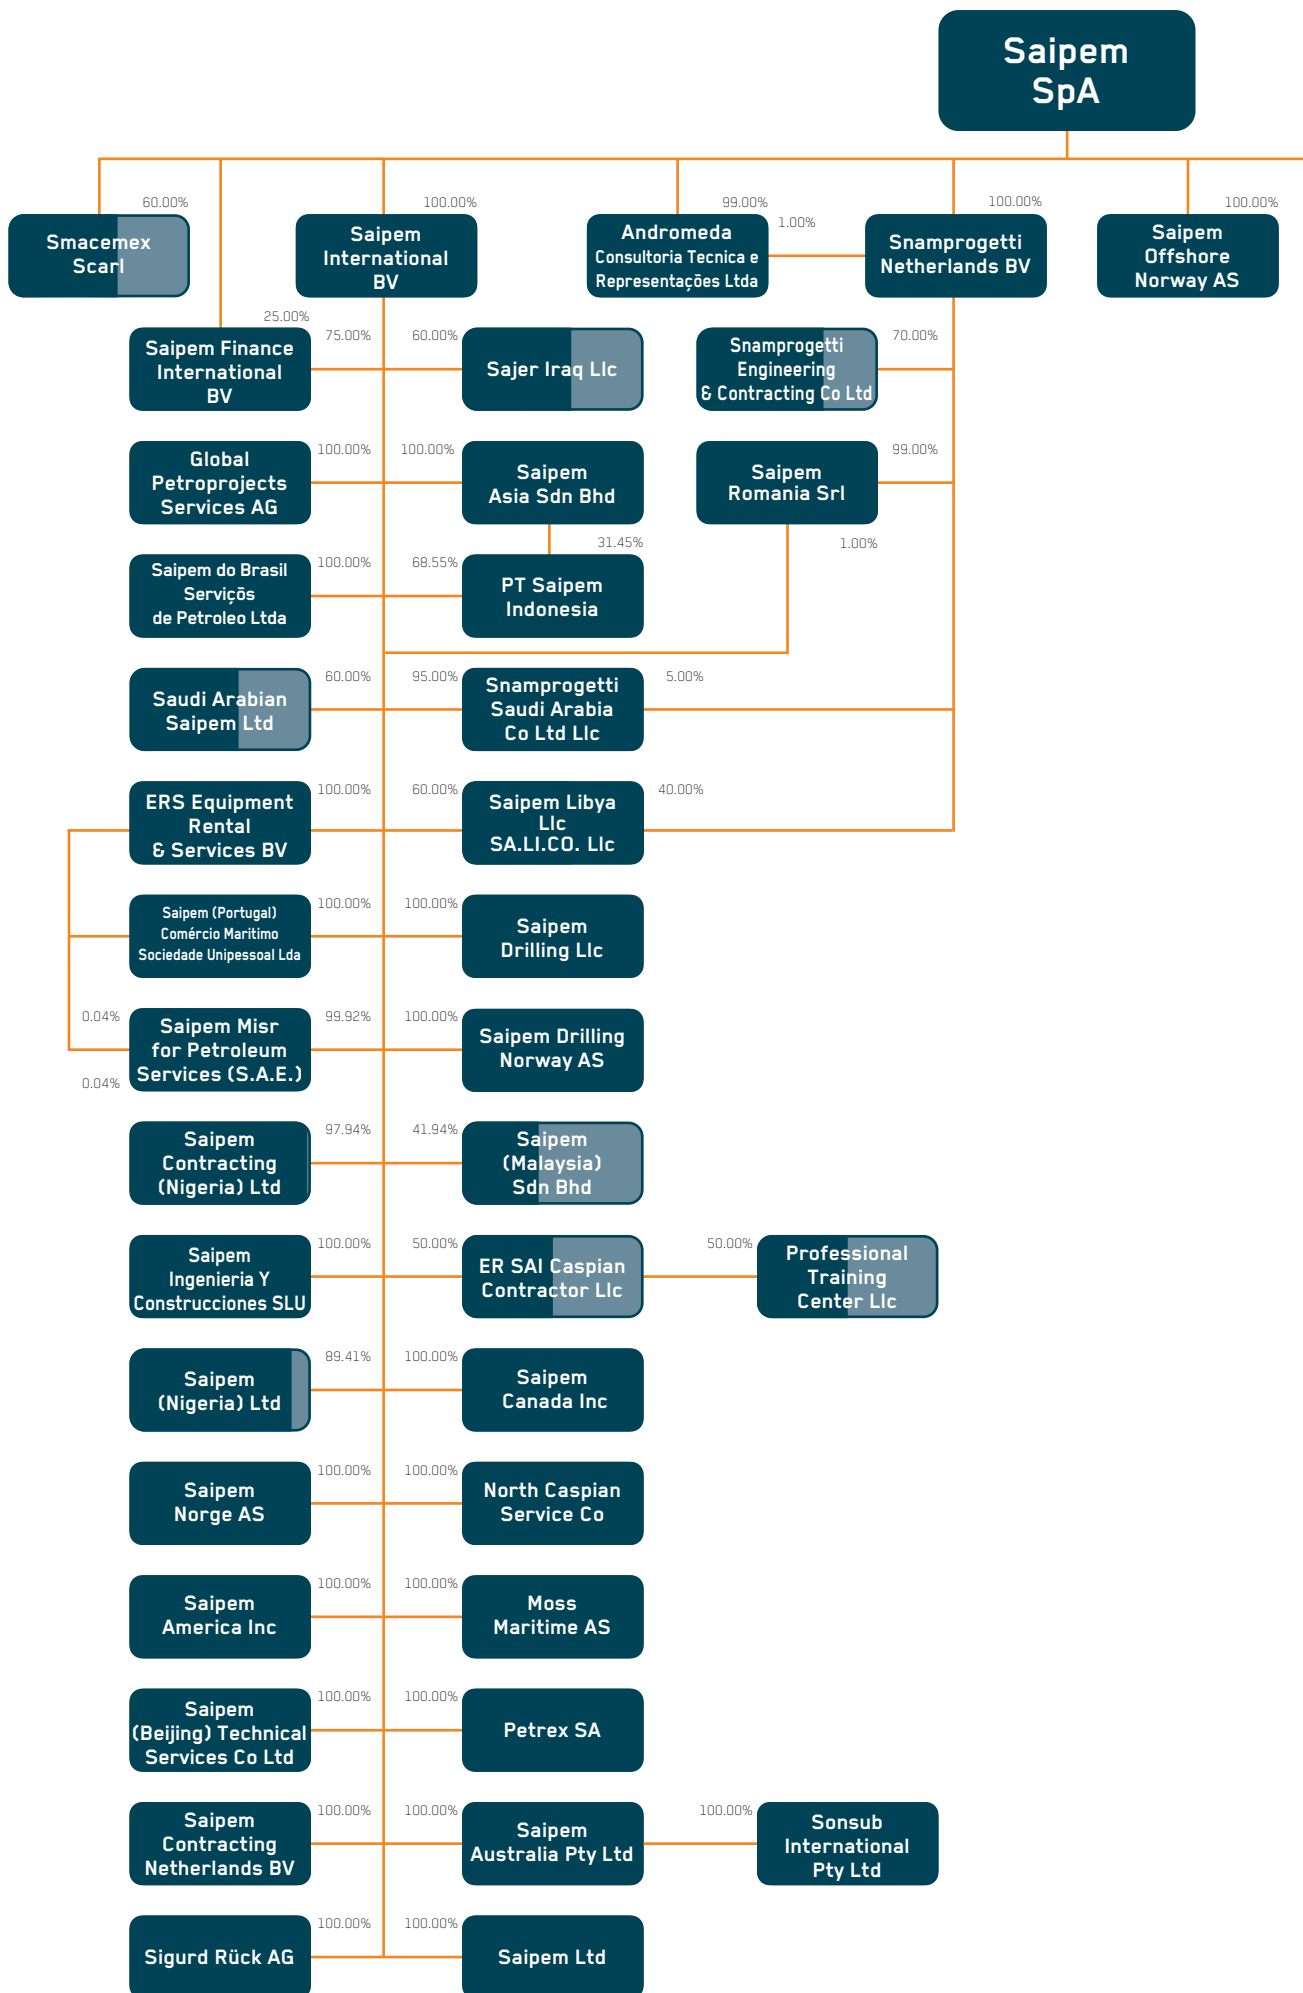 Saipem
SpA
60.00%
Smacemex
Scarl
100.00%
Saipem
International
BV
99.00%
Andromeda
Consultoria Tecnica e
Representações Ltda
1.00%
100.00%
Snamprogetti
Netherlands BV
100.00%
Saipem
Offshore
Norway AS
25.00%
Saipem Finance
International
BV
75.00%
60.00%
Sajer Iraq Llc
Snamprogetti
Engineering
& Contracting Co Ltd
70.00%
Global
Petroprojects
Services AG
100.00%
100.00%
Saipem
Asia Sdn Bhd
Saipem
Romania Srl
99.00%
31.45%
1.00%
Saipem do Brasil
Serviçõs
de Petroleo Ltda
100.00%
68.55%
PT Saipem
Indonesia
Saudi Arabian
Saipem Ltd
60.00%
95.00%
Snamprogetti
Saudi Arabia
Co Ltd Llc
5.00%
ERS Equipment
Rental
& Services BV
100.00%
60.00%
Saipem Libya
Llc
SA.LI.CO. Llc
40.00%
Saipem (Portugal)
Comércio Maritimo
Sociedade Unipessoal Lda
100.00%
100.00%
Saipem
Drilling Llc
0.04%
0.04%
Saipem Misr
for Petroleum
Services (S.A.E.)
99.92%
100.00%
Saipem Drilling
Norway AS
Saipem
Contracting
(Nigeria) Ltd
97.94%
41.94%
Saipem
(Malaysia)
Sdn Bhd
Saipem
Ingenieria Y
Construcciones SLU
100.00%
50.00%
ER SAI Caspian
Contractor Llc
50.00%
Professional
Training
Center Llc
Saipem
(Nigeria) Ltd
89.41%
100.00%
Saipem
Canada Inc
Saipem
Norge AS
100.00%
100.00%
North Caspian
Service Co
Saipem
America Inc
100.00%
100.00%
Moss
Maritime AS
Saipem
(Beijing) Technical
Services Co Ltd
100.00%
100.00%
Petrex SA
Saipem
Contracting
Netherlands BV
100.00%
100.00%
Saipem
Australia Pty Ltd
100.00%
Sonsub
International
Pty Ltd
Sigurd Rück AG
100.00%
100.00%
Saipem Ltd